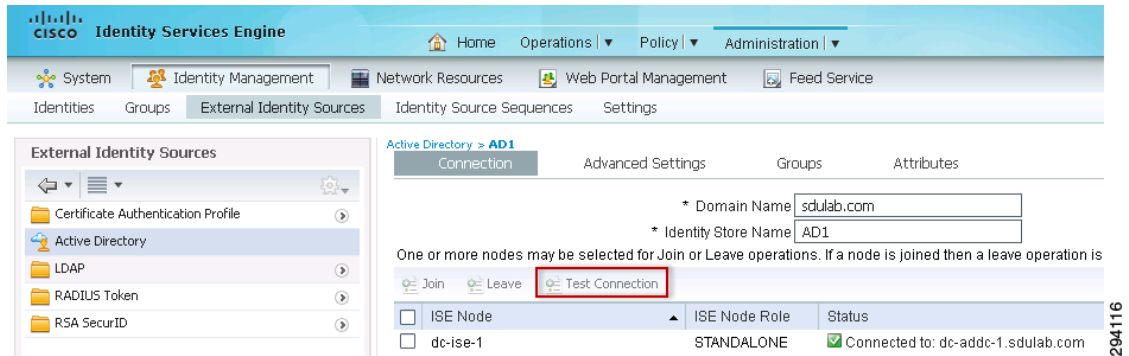 CISCO Identity Services Engine
Home Operations | ▼ Policy | ▼ Administration | ▼
System Identity Management Network Resources Web Portal Management Feed Service
Identities Groups External Identity Sources Identity Source Sequences Settings
External Identity Sources
Certificate Authentication Profile
Active Directory
LDAP
RADIUS Token
RSA SecurID
Active Directory > AD1
Connection Advanced Settings Groups Attributes
* Domain Name sdulab.com
* Identity Store Name AD1
One or more nodes may be selected for Join or Leave operations. If a node is joined then a leave operation is
Join Leave Test Connection
ISE Node ISE Node Role Status
dc-ise-1 STANDALONE Connected to: dc-addc-1.sdulab.com
294116